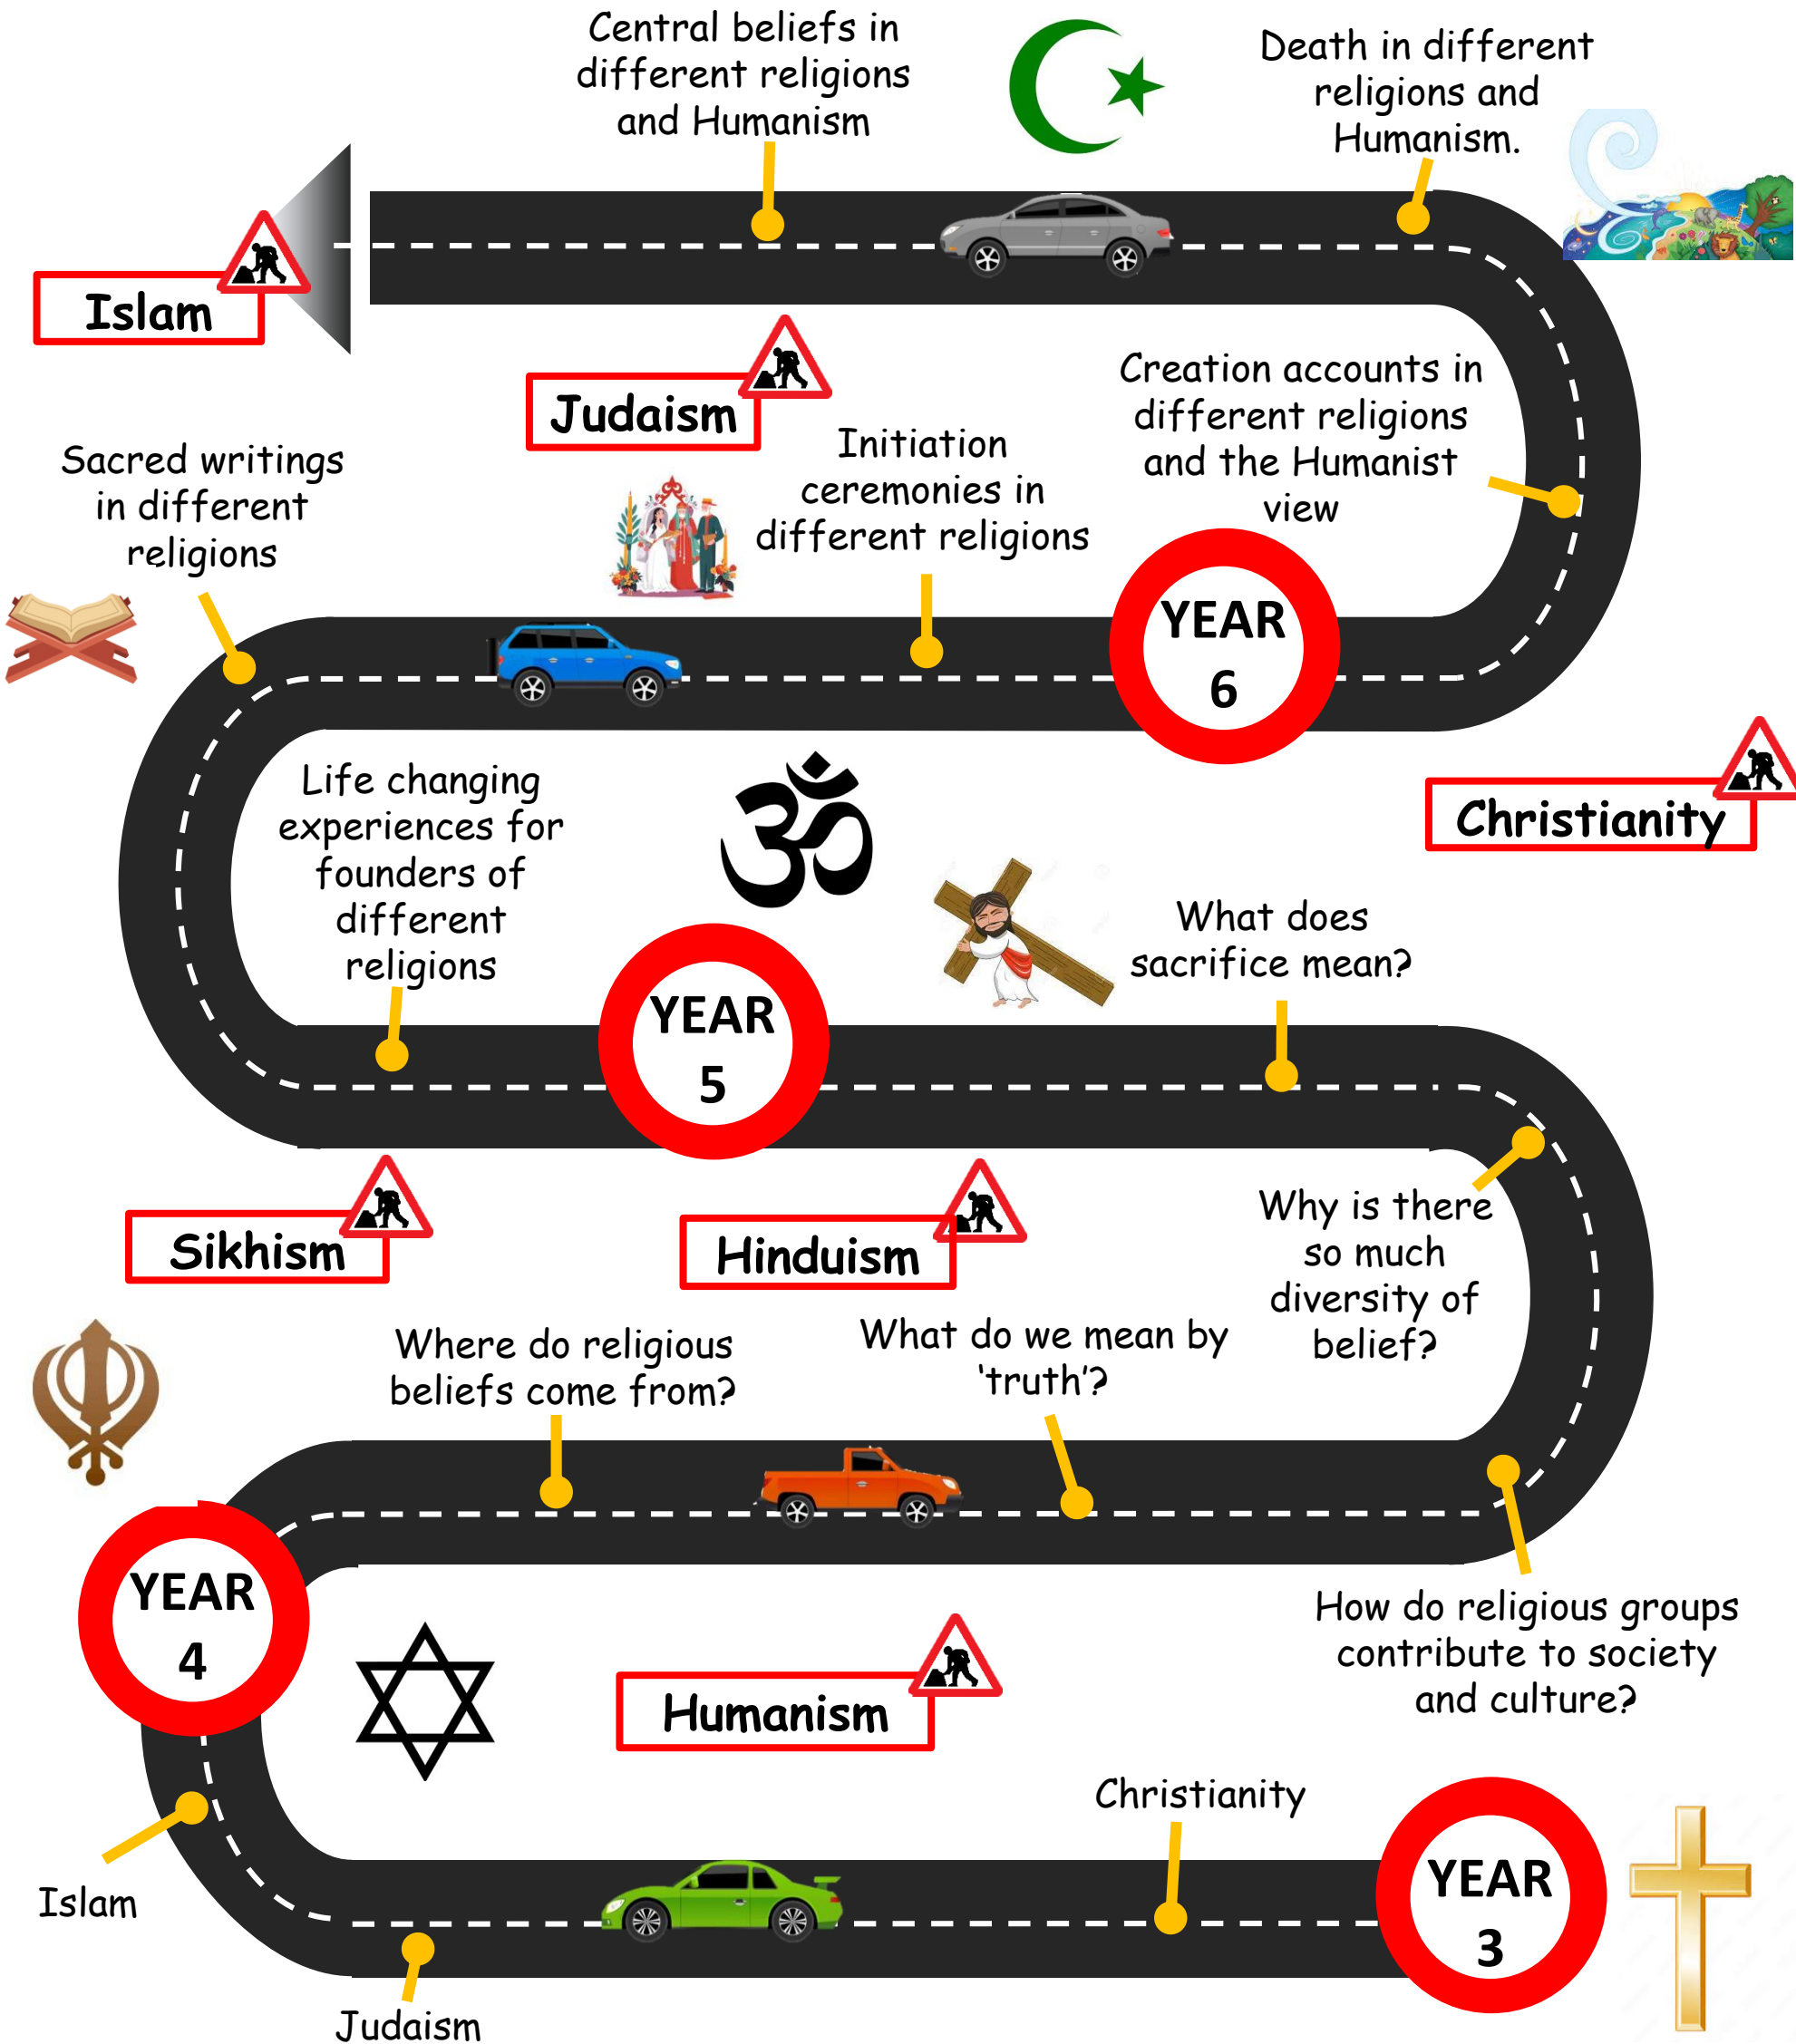 Central beliefs in
different religions
and Humanism
Death in different
religions and
Humanism.
Islam
Judaism
Creation accounts in
different religions
and the Humanist
view
Initiation
ceremonies in
different religions
Sacred writings
in different
religions
YEAR
6
Christianity
Life changing
experiences for
founders of
different
religions
What does
sacrifice mean?
YEAR
5
Sikhism
Hinduism
Why is there
so much
diversity of
belief?
Where do religious
beliefs come from?
What do we mean by
‘truth’?
YEAR
4
How do religious groups
contribute to society
and culture?
Humanism
Christianity
YEAR
3
Islam
Judaism